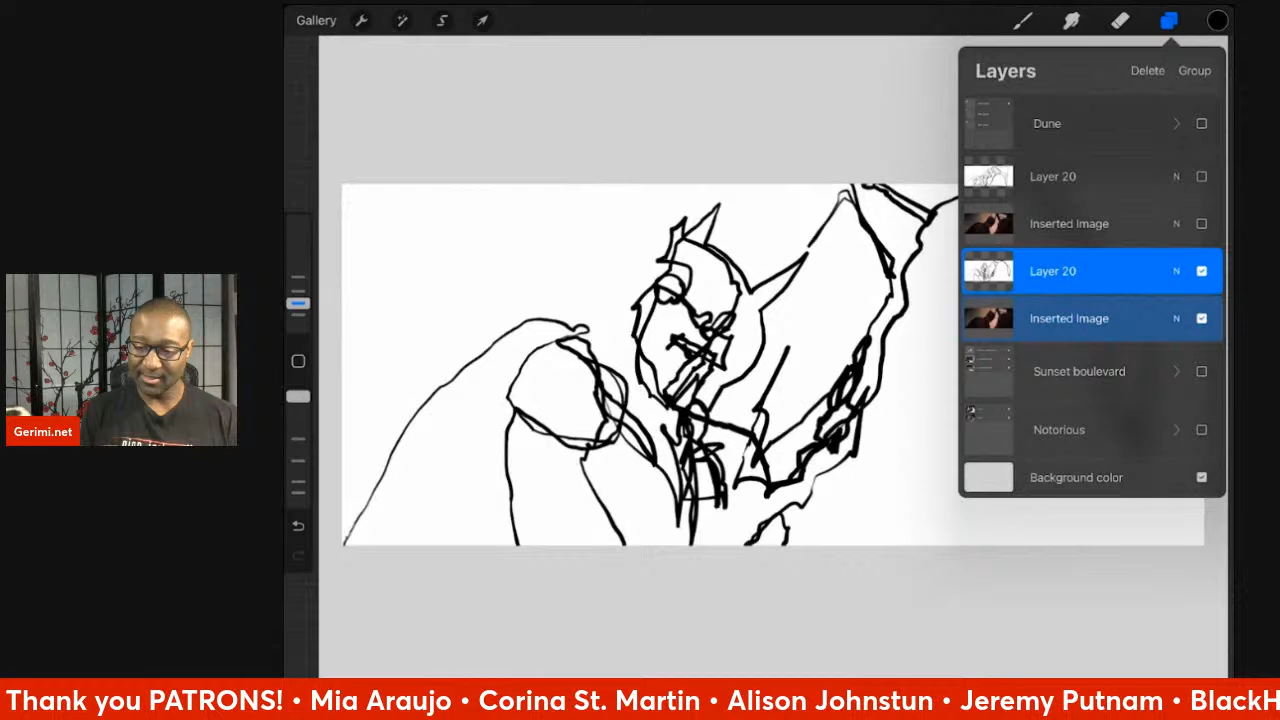 Gallery
Layers
Delete Group
Dune
Layer 20 N
Inserted Image N
Layer 20 N
Inserted Image N
Sunset boulevard
Notorious
Background color
Gerimi.net
Thank you PATRONS! • Mia Araujo • Corina St. Martin • Alison Johnstun • Jeremy Putnam • BlackH